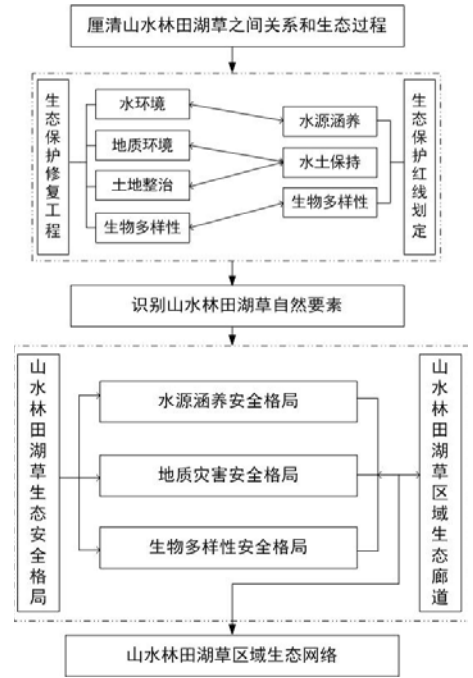 厘清山水林田湖草之间关系和生态过程
生态保护修复工程
水环境
地质环境
土地整治
生物多样性
水源涵养
水土保持
生物多样性
生态保护红线划定
识别山水林田湖草自然要素
山水林田湖草生态安全格局
水源涵养安全格局
地质灾害安全格局
生物多样性安全格局
山水林田湖草区域生态廊道
山水林田湖草区域生态网络